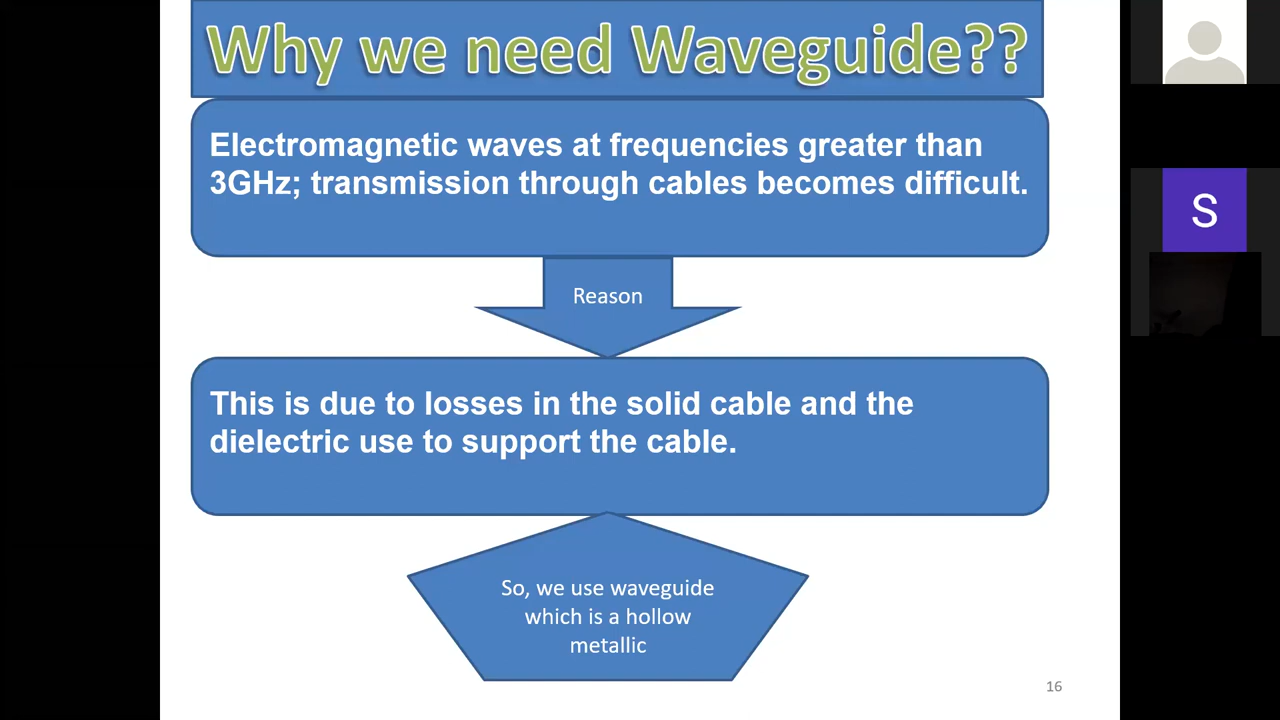 Why we need Waveguide??
Electromagnetic waves at frequencies greater than
3GHz; transmission through cables becomes difficult.
Reason
This is due to losses in the solid cable and the
dielectric use to support the cable.
So, we use waveguide
which is a hollow
metallic
16
S